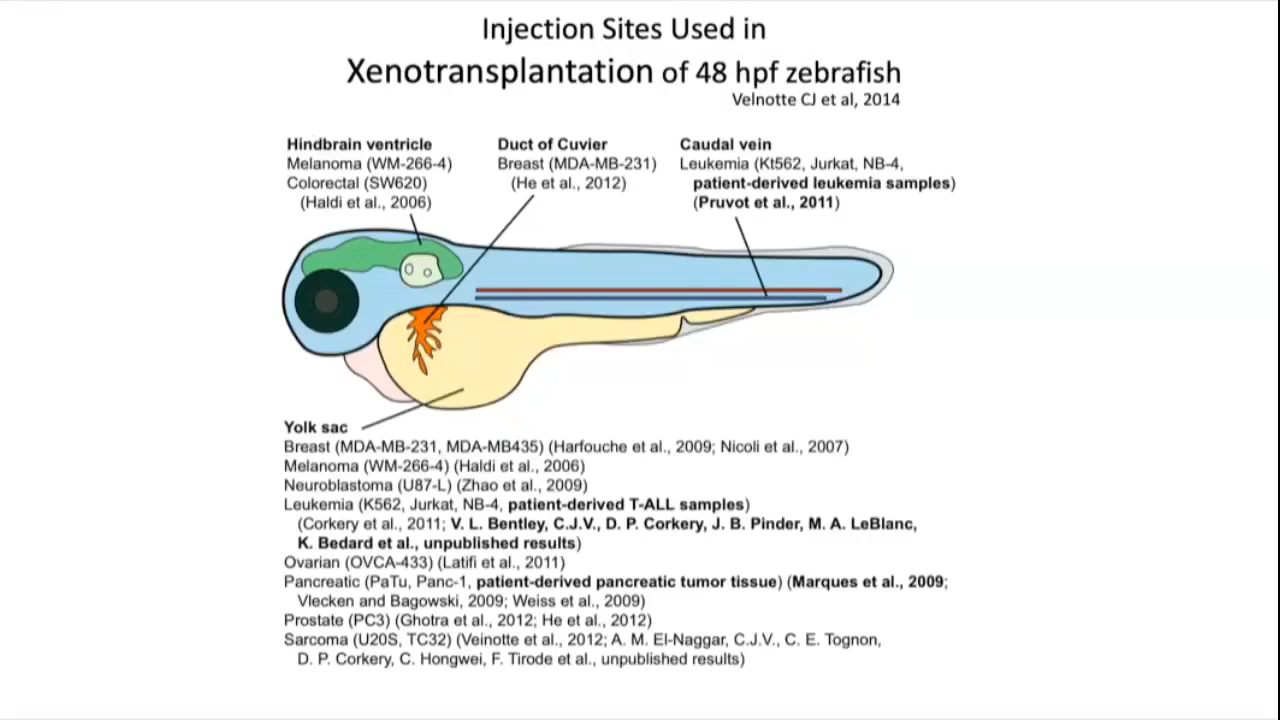 Injection Sites Used in
Xenotransplantation of 48 hpf zebrafish
Velnotte CJ et al, 2014
Hindbrain ventricle
Melanoma (WM-266-4)
Colorectal (SW620)
(Haldi et al., 2006)
Duct of Cuvier
Breast (MDA-MB-231)
(He et al., 2012)
Caudal vein
Leukemia (Kt562, Jurkat, NB-4,
patient-derived leukemia samples)
(Pruvot et al., 2011)
Yolk sac
Breast (MDA-MB-231, MDA-MB435) (Harfouche et al., 2009; Nicoli et al., 2007)
Melanoma (WM-266-4) (Haldi et al., 2006)
Neuroblastoma (U87-L) (Zhao et al., 2009)
Leukemia (K562, Jurkat, NB-4, patient-derived T-ALL samples)
(Corkery et al., 2011; V. L. Bentley, C.J.V., D. P. Corkery, J. B. Pinder, M. A. LeBlanc,
K. Bedard et al., unpublished results)
Ovarian (OVCA-433) (Latifi et al., 2011)
Pancreatic (PaTu, Panc-1, patient-derived pancreatic tumor tissue) (Marques et al., 2009;
Vlecken and Bagowski, 2009; Weiss et al., 2009)
Prostate (PC3) (Ghotra et al., 2012; He et al., 2012)
Sarcoma (U20S, TC32) (Veinotte et al., 2012; A. M. El-Naggar, C.J.V., C. E. Tognon,
D. P. Corkery, C. Hongwei, F. Tirode et al., unpublished results)